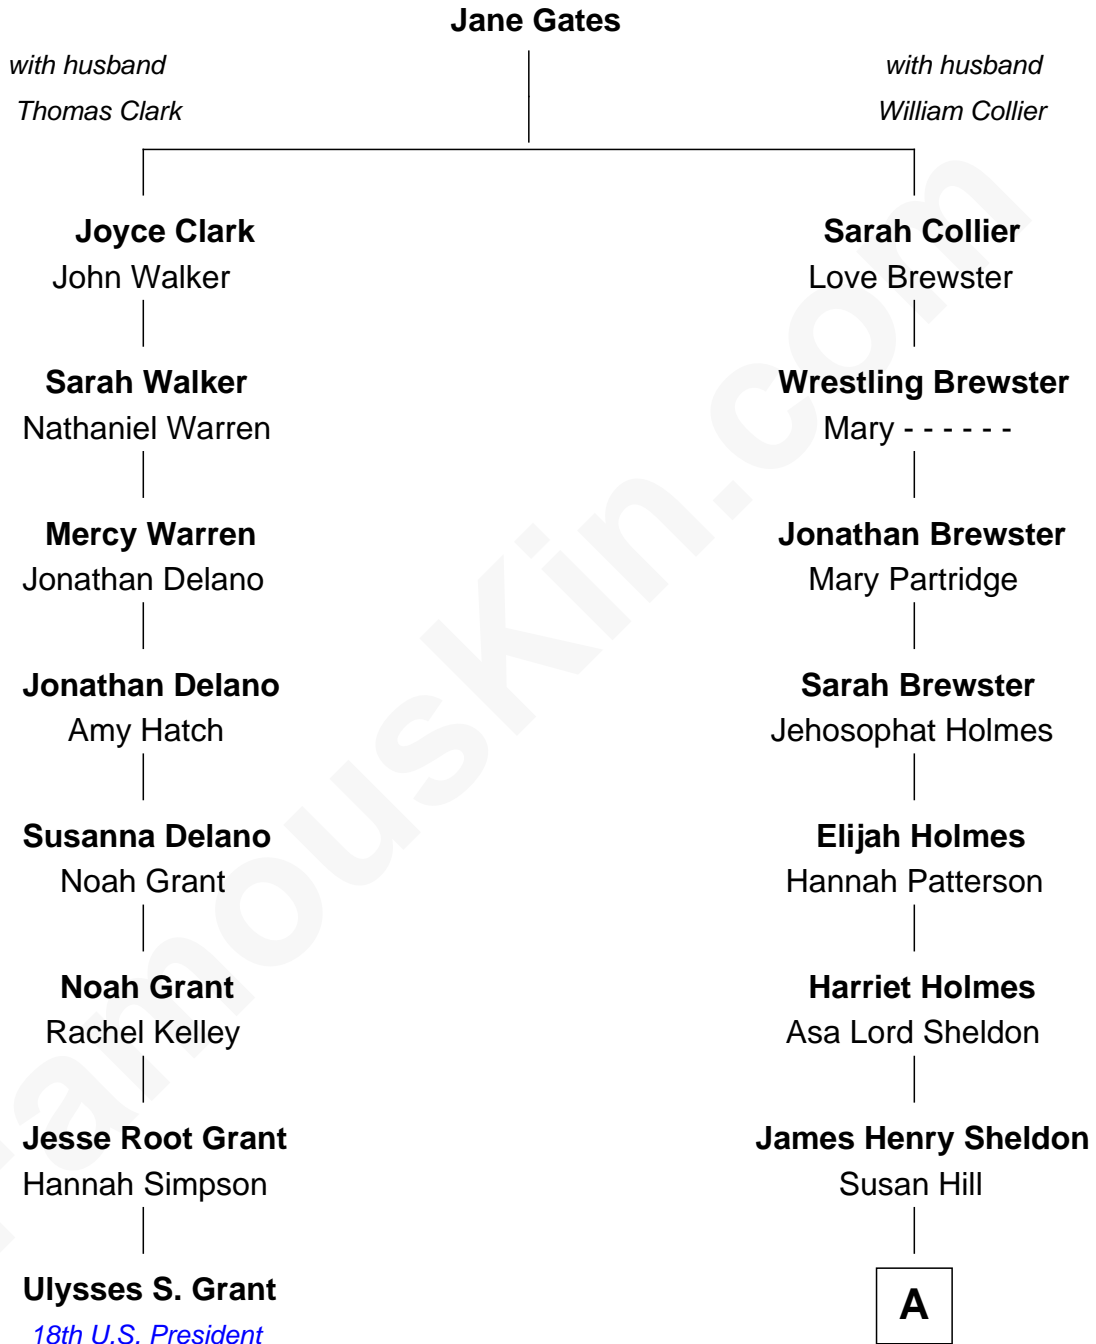 Jane Gates
with husband
Thomas Clark
with husband
William Collier
Joyce Clark
John Walker
Sarah Collier
Love Brewster
Sarah Walker
Nathaniel Warren
Wrestling Brewster
Mary - - - - - -
Mercy Warren
Jonathan Delano
Jonathan Brewster
Mary Partridge
Jonathan Delano
Amy Hatch
Sarah Brewster
Jehosophat Holmes
Susanna Delano
Noah Grant
Elijah Holmes
Hannah Patterson
Noah Grant
Rachel Kelley
Harriet Holmes
Asa Lord Sheldon
Jesse Root Grant
Hannah Simpson
James Henry Sheldon
Susan Hill
Ulysses S. Grant
18th U.S. President
A
FamousKin.com